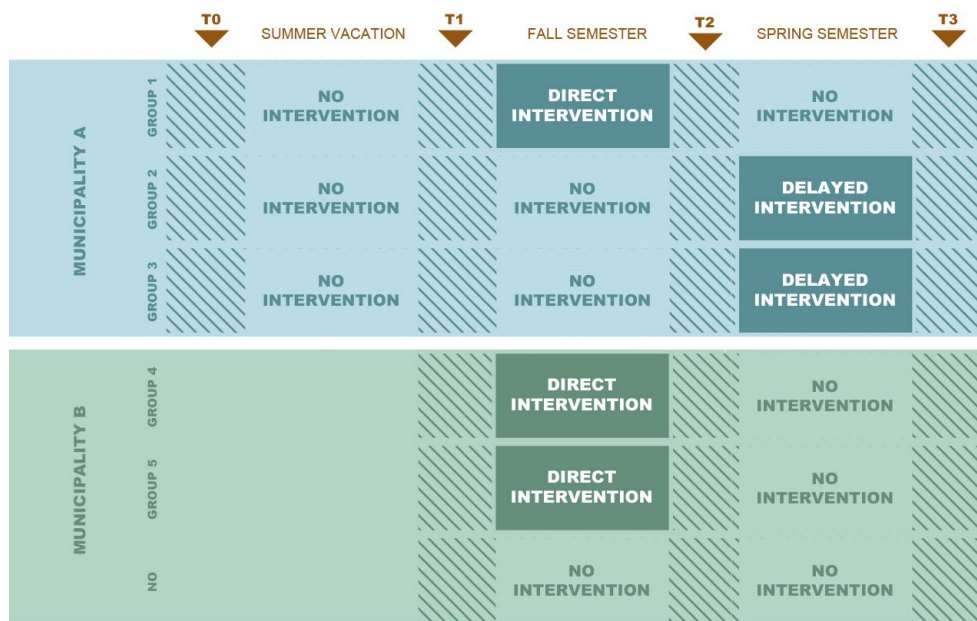 T0
SUMMER VACATION
T1
FALL SEMESTER
T2
SPRING SEMESTER
T3
MUNICIPALITY A
GROUP 1
NO
INTERVENTION
DIRECT
INTERVENTION
NO
INTERVENTION
GROUP 2
NO
INTERVENTION
NO
INTERVENTION
DELAYED
INTERVENTION
GROUP 3
NO
INTERVENTION
NO
INTERVENTION
DELAYED
INTERVENTION
MUNICIPALITY B
GROUP 4
DIRECT
INTERVENTION
NO
INTERVENTION
GROUP 5
DIRECT
INTERVENTION
NO
INTERVENTION
NO
NO
INTERVENTION
NO
INTERVENTION